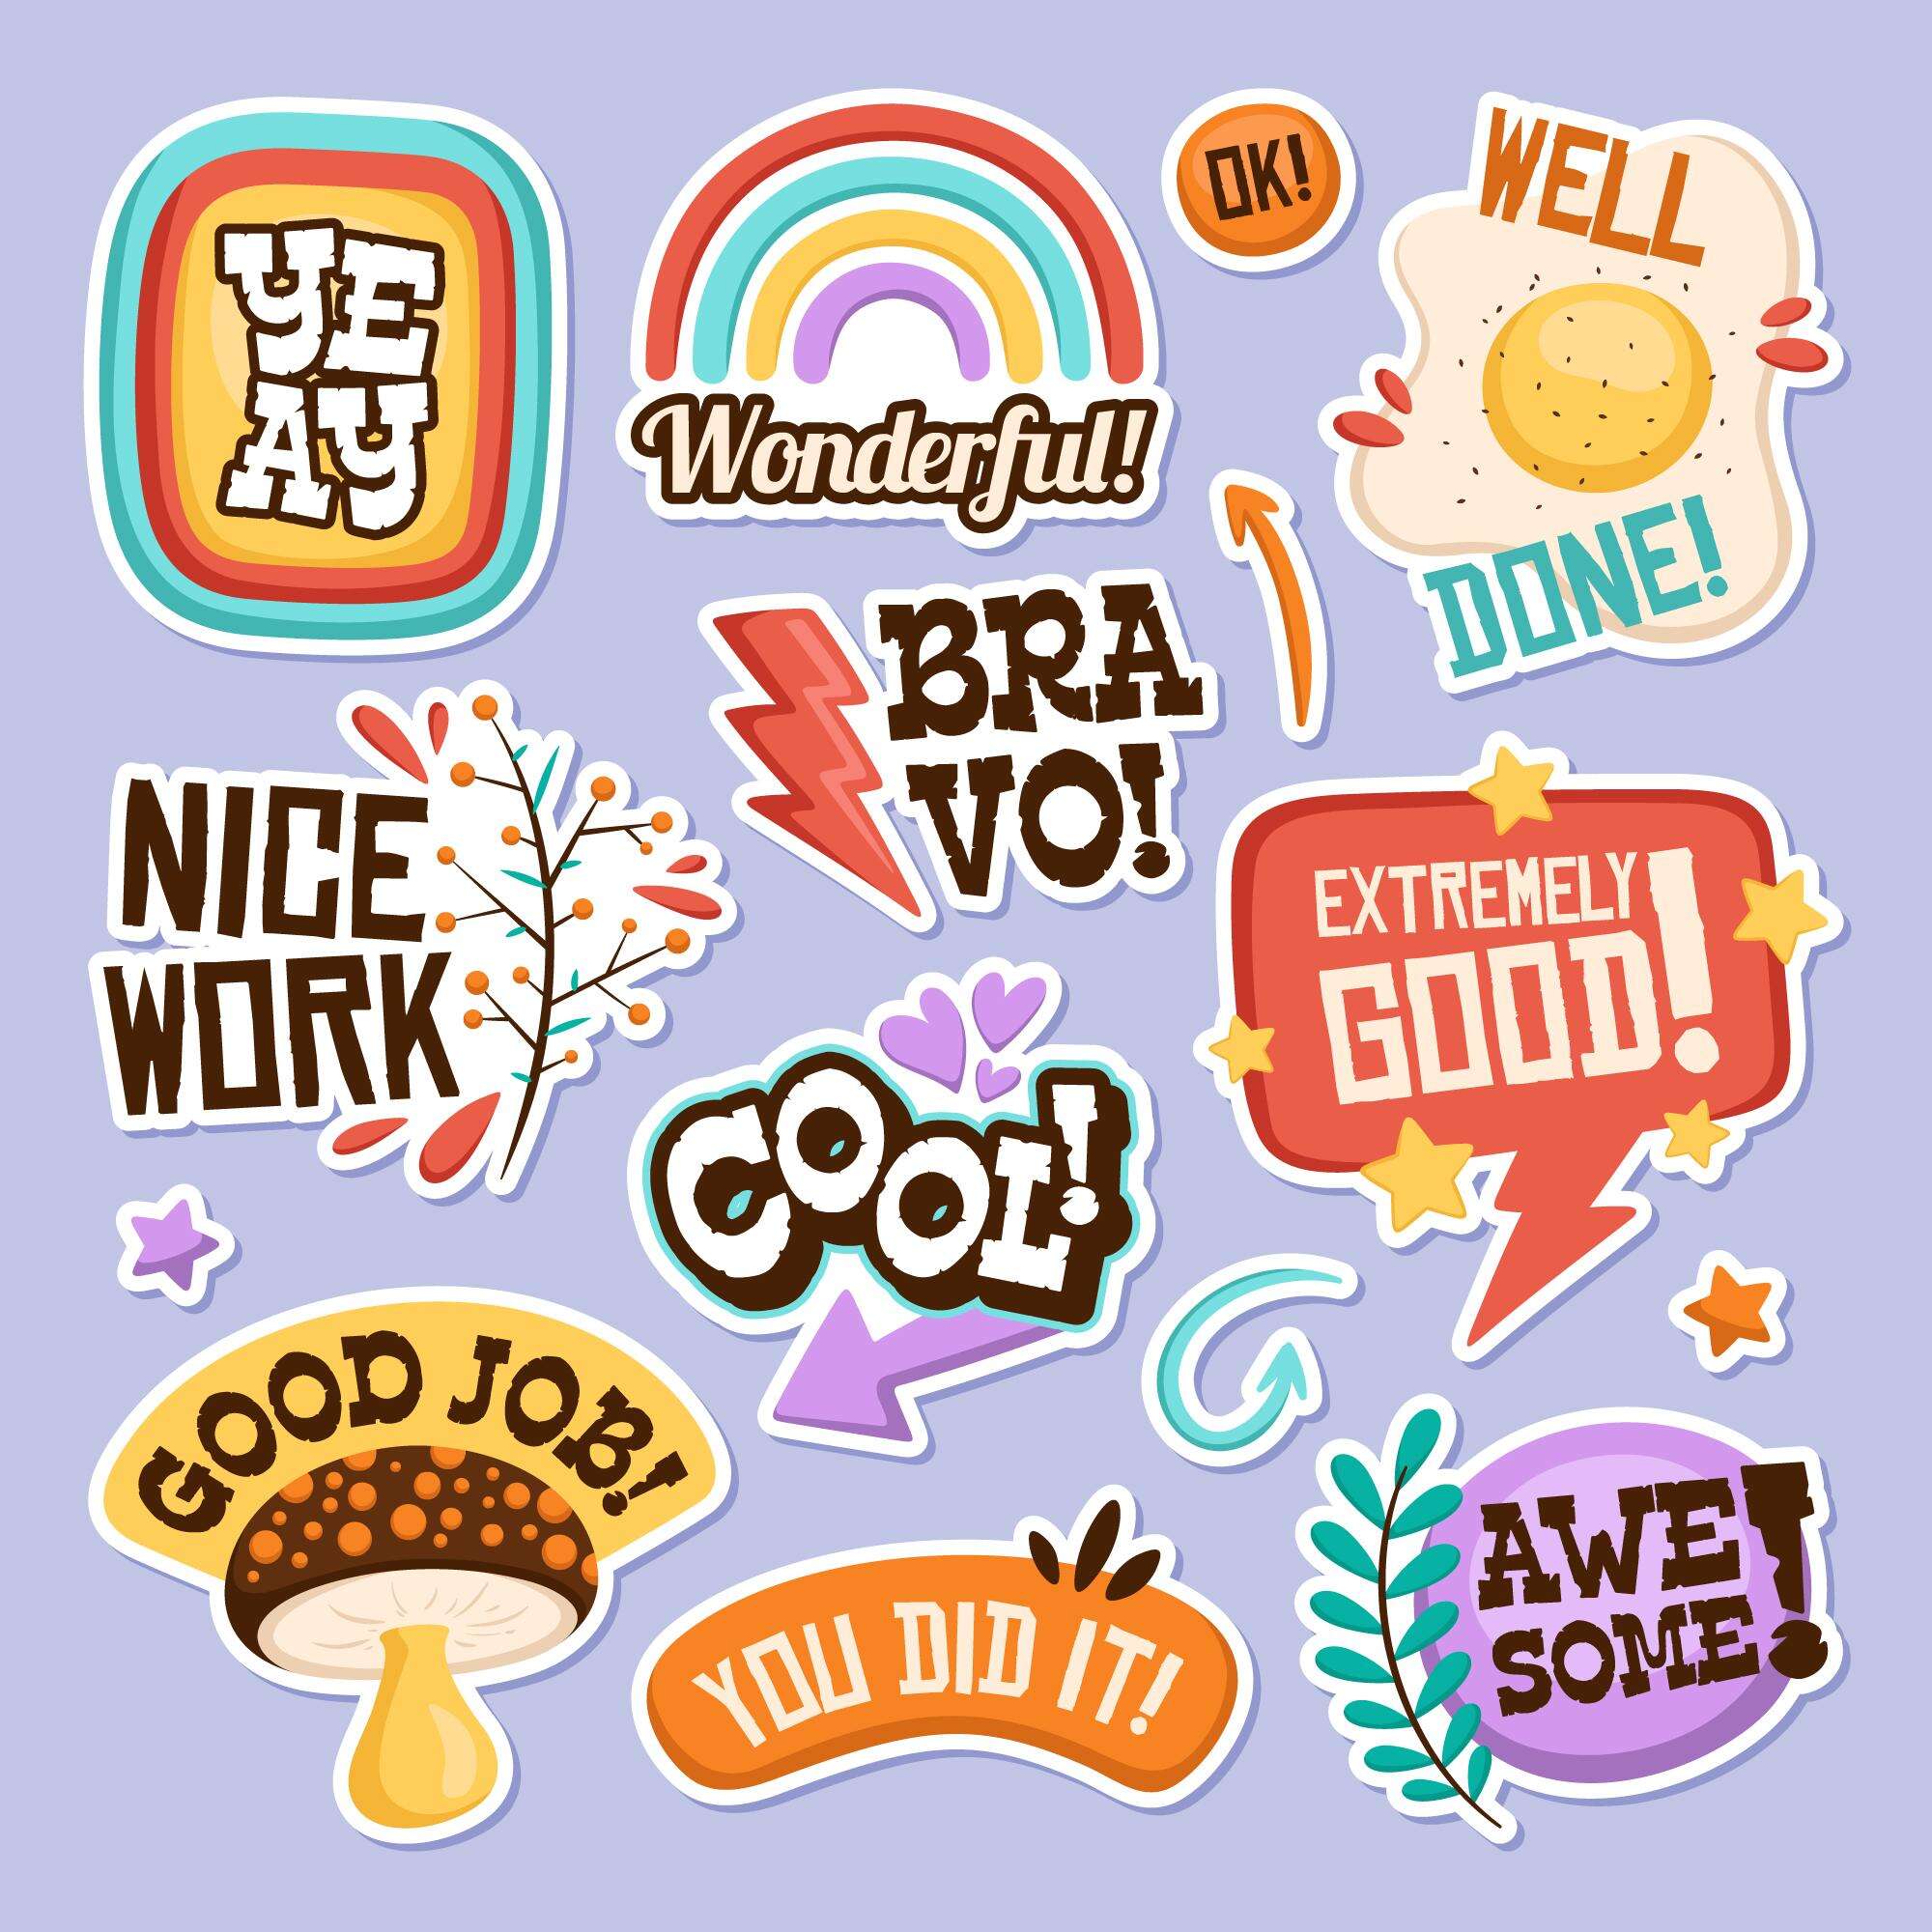 YE
AY
Wonderful!
OK!
WELL
DONE!
BRA
VO!
NICE
WORK
EXTREMELY
GOOD!
COOL!
GOOD JOB!
YOU DID IT!
AWE
SOME!